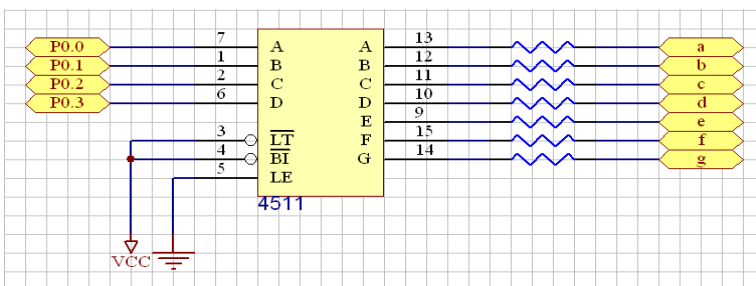 P0.0 7 A A 13 a
P0.1 1 B B 12 b
P0.2 2 C C 11 c
P0.3 6 D D 10 d
E 9 e
3 LT F 15 f
4 BI G 14 g
5 LE
4511
VCC